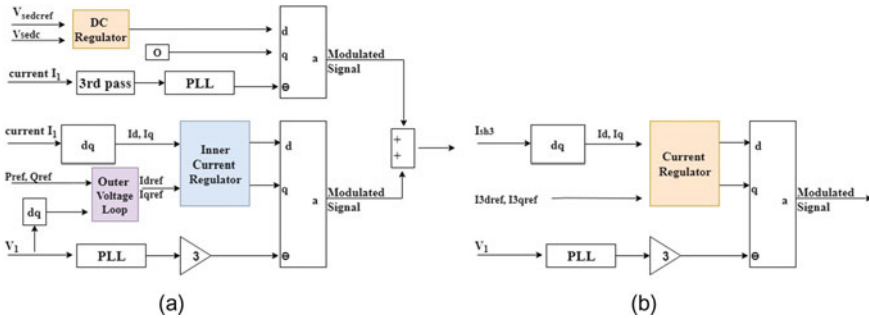 Vsedcref
Vsedc
DC
Regulator
d
O
q
a
Modulated
Signal
current I1
3rd pass
PLL
Θ
current I1
dq
Id, Iq
Inner
Current
Regulator
d
Pref, Qref
Outer
Voltage
Loop
Idref
Iqref
q
a
Modulated
Signal
dq
V1
PLL
3
Θ
+
+
(a)
Ish3
dq
Id, Iq
Current
Regulator
d
I3dref, I3qref
q
a
Modulated
Signal
V1
PLL
3
Θ
(b)